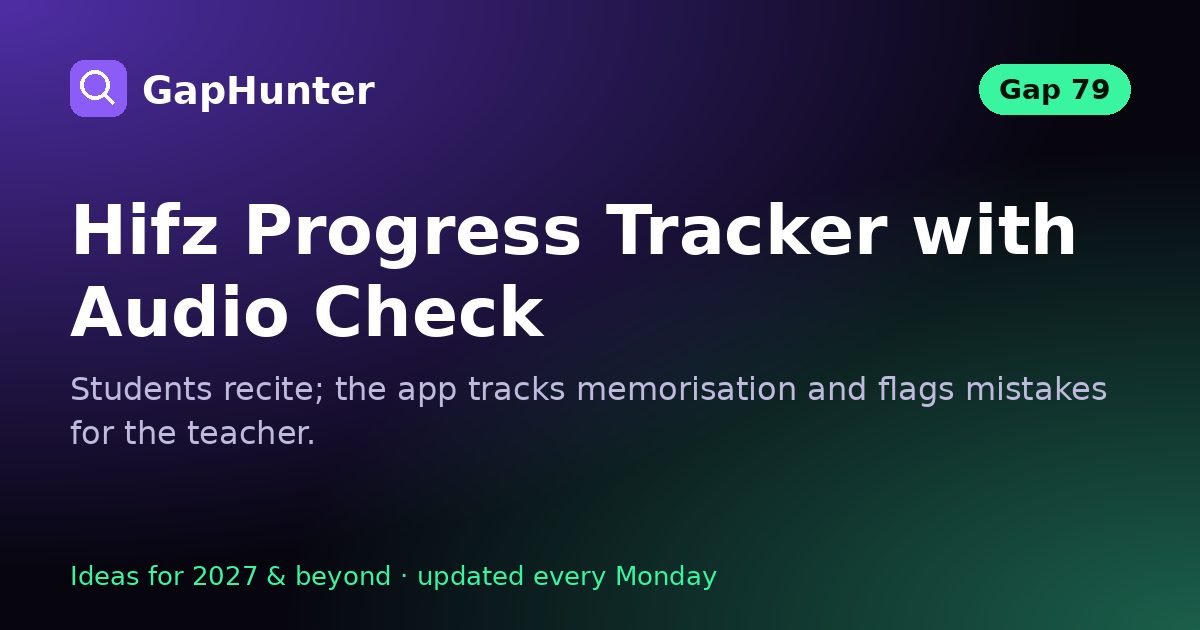 GapHunter
Gap 79
Hifz Progress Tracker with
Audio Check
Students recite; the app tracks memorisation and flags mistakes
for the teacher.
Ideas for 2027 & beyond · updated every Monday